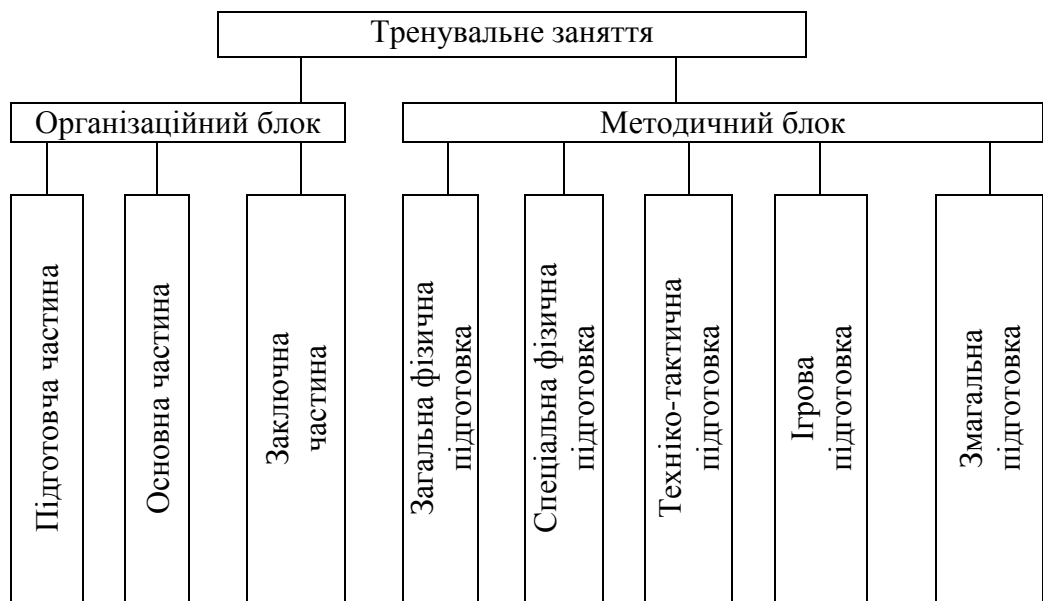 Тренувальне заняття
Організаційний блок
Методичний блок
Підготовча частина
Основна частина
Заключна
частина
Загальна фізична
підготовка
Спеціальна фізична
підготовка
Техніко-тактична
підготовка
Ігрова
підготовка
Змагальна
підготовка